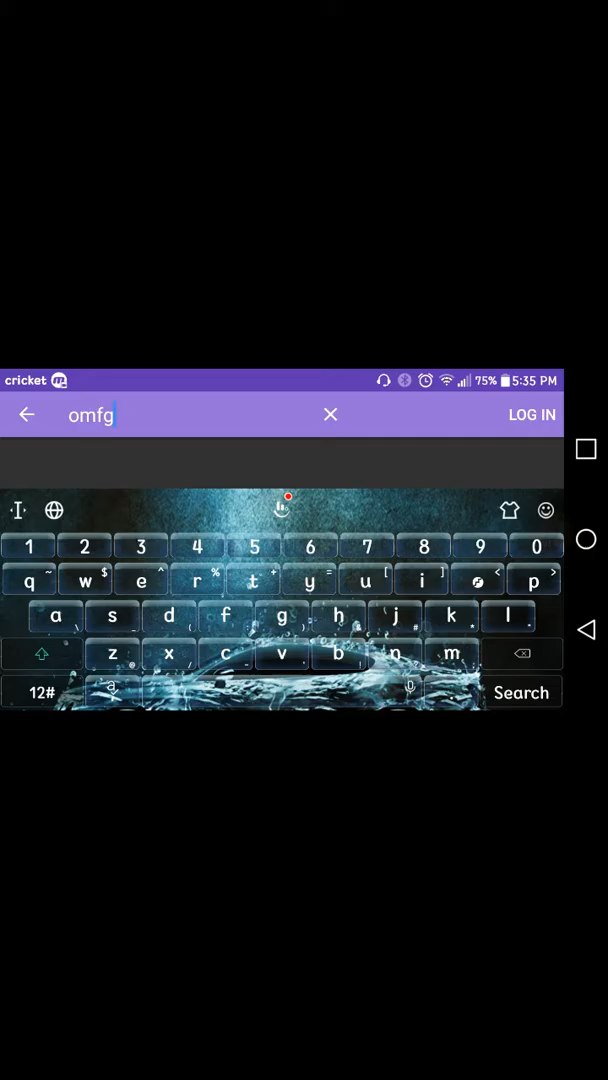 cricket 75% 5:35 PM
omfg LOG IN
1 2 3 4 5 6 7 8 9 0
q ~ w $ e ^ r % t + y = u [ i ] < p >
a \ s _ d ( f g ) h & j # k * l
z @ x / c - v ' b ! n ? m
12# a Search